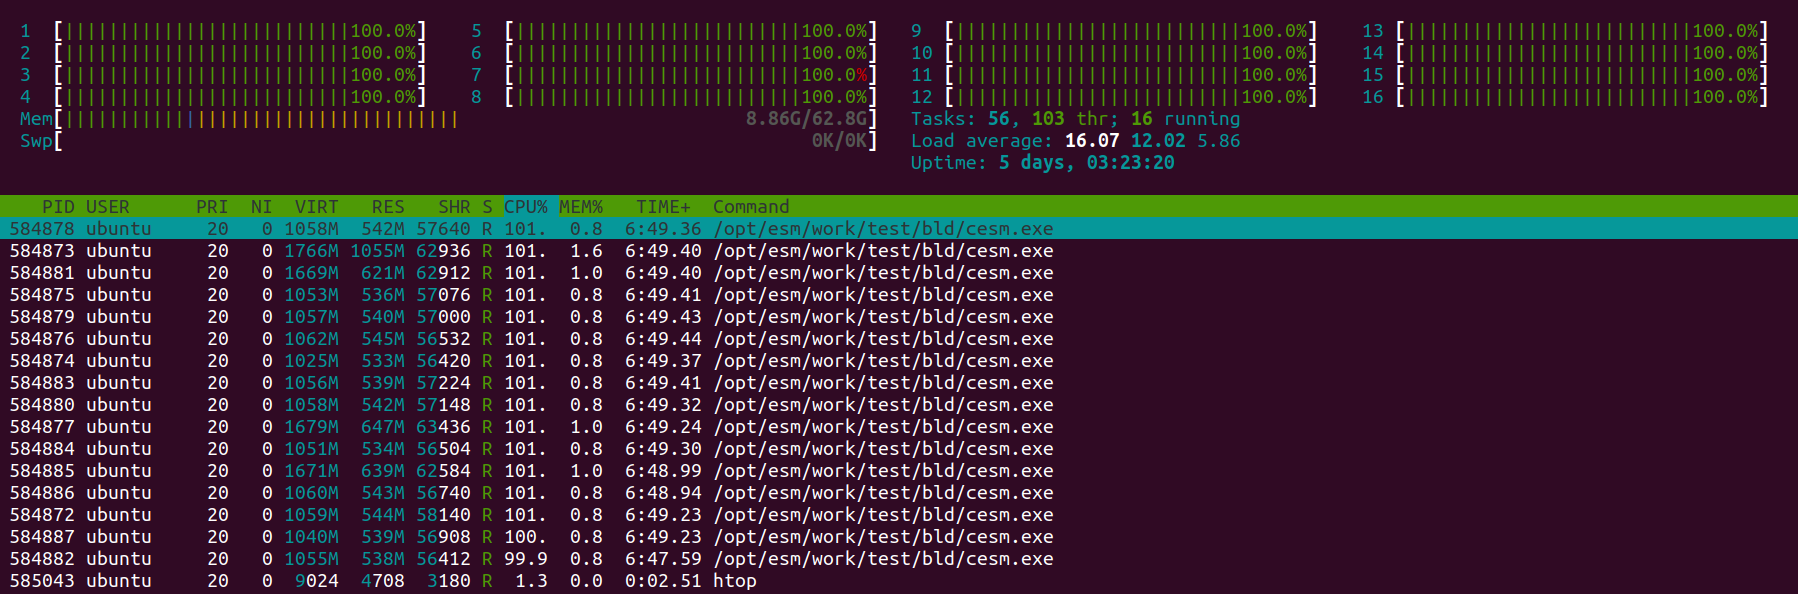 1 [||||||||||||||||||||||||||100.0%] 5 [||||||||||||||||||||||||||100.0%] 9 [||||||||||||||||||||||||||100.0%] 13 [||||||||||||||||||||||||||100.0%]
2 [||||||||||||||||||||||||||100.0%] 6 [||||||||||||||||||||||||||100.0%] 10 [||||||||||||||||||||||||||100.0%] 14 [||||||||||||||||||||||||||100.0%]
3 [||||||||||||||||||||||||||100.0%] 7 [||||||||||||||||||||||||||100.0%] 11 [||||||||||||||||||||||||||100.0%] 15 [||||||||||||||||||||||||||100.0%]
4 [||||||||||||||||||||||||||100.0%] 8 [||||||||||||||||||||||||||100.0%] 12 [||||||||||||||||||||||||||100.0%] 16 [||||||||||||||||||||||||||100.0%]
Mem[|||||||||||||||||||||||||||||||||||| 8.86G/62.8G] Tasks: 56, 103 thr; 16 running
Swp[ 0K/0K] Load average: 16.07 12.02 5.86
Uptime: 5 days, 03:23:20
PID USER PRI NI VIRT RES SHR S CPU% MEM% TIME+ Command
584878 ubuntu 20 0 1058M 542M 57640 R 101. 0.8 6:49.36 /opt/esm/work/test/bld/cesm.exe
584873 ubuntu 20 0 1766M 1055M 62936 R 101. 1.6 6:49.40 /opt/esm/work/test/bld/cesm.exe
584881 ubuntu 20 0 1669M 621M 62912 R 101. 1.0 6:49.40 /opt/esm/work/test/bld/cesm.exe
584875 ubuntu 20 0 1053M 536M 57076 R 101. 0.8 6:49.41 /opt/esm/work/test/bld/cesm.exe
584879 ubuntu 20 0 1057M 540M 57000 R 101. 0.8 6:49.43 /opt/esm/work/test/bld/cesm.exe
584876 ubuntu 20 0 1062M 545M 56532 R 101. 0.8 6:49.44 /opt/esm/work/test/bld/cesm.exe
584874 ubuntu 20 0 1025M 533M 56420 R 101. 0.8 6:49.37 /opt/esm/work/test/bld/cesm.exe
584883 ubuntu 20 0 1056M 539M 57224 R 101. 0.8 6:49.41 /opt/esm/work/test/bld/cesm.exe
584880 ubuntu 20 0 1058M 542M 57148 R 101. 0.8 6:49.32 /opt/esm/work/test/bld/cesm.exe
584877 ubuntu 20 0 1679M 647M 63436 R 101. 1.0 6:49.24 /opt/esm/work/test/bld/cesm.exe
584884 ubuntu 20 0 1051M 534M 56504 R 101. 0.8 6:49.30 /opt/esm/work/test/bld/cesm.exe
584885 ubuntu 20 0 1671M 639M 62584 R 101. 1.0 6:48.99 /opt/esm/work/test/bld/cesm.exe
584886 ubuntu 20 0 1060M 543M 56740 R 101. 0.8 6:48.94 /opt/esm/work/test/bld/cesm.exe
584872 ubuntu 20 0 1059M 544M 58140 R 101. 0.8 6:49.23 /opt/esm/work/test/bld/cesm.exe
584887 ubuntu 20 0 1040M 539M 56908 R 100. 0.8 6:49.23 /opt/esm/work/test/bld/cesm.exe
584882 ubuntu 20 0 1055M 538M 56412 R 99.9 0.8 6:47.59 /opt/esm/work/test/bld/cesm.exe
585043 ubuntu 20 0 9024 4708 3180 R 1.3 0.0 0:02.51 htop